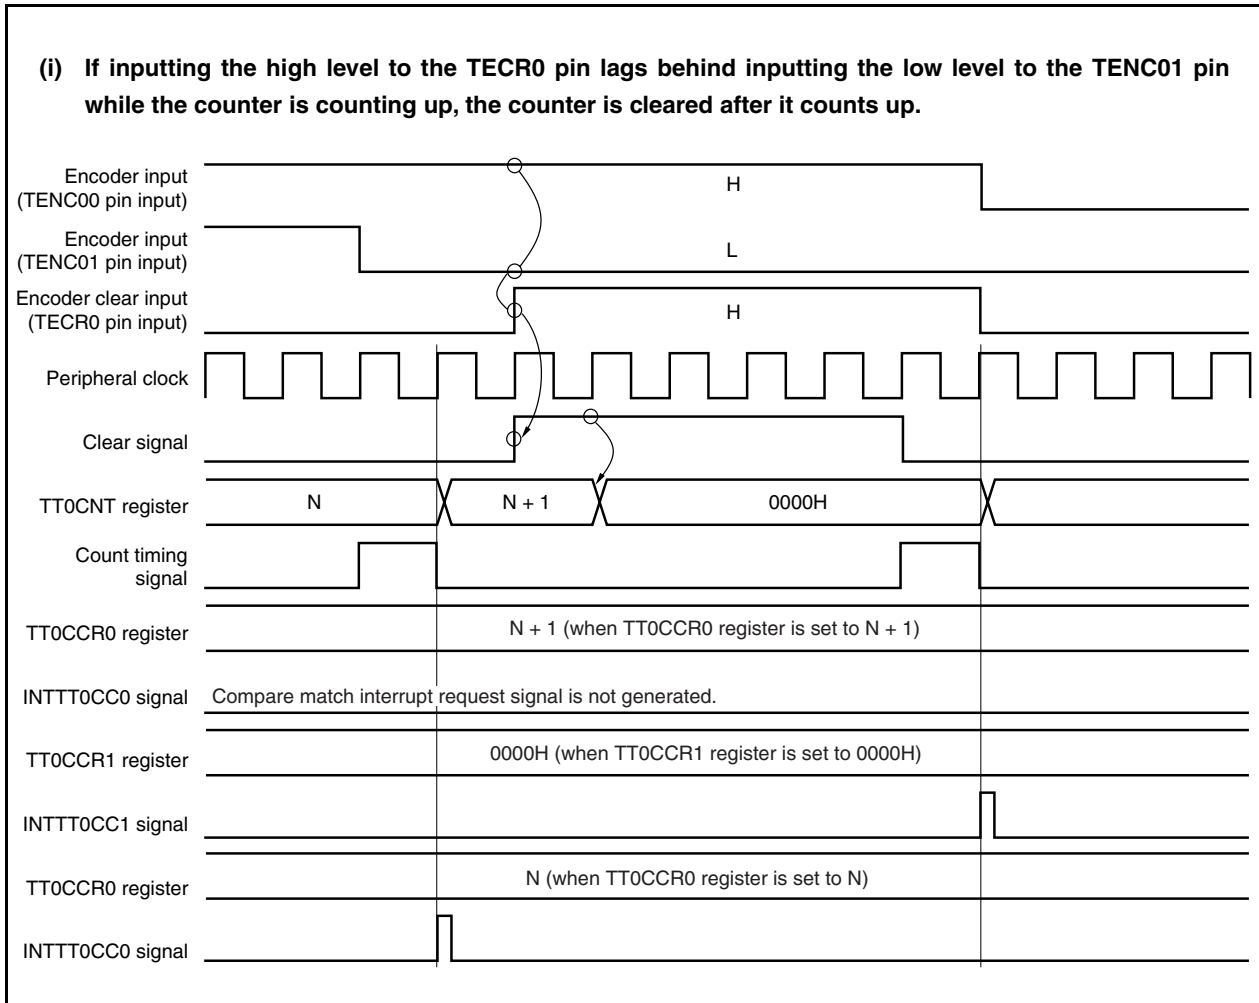 (i) If inputting the high level to the TECR0 pin lags behind inputting the low level to the TENC01 pin
while the counter is counting up, the counter is cleared after it counts up.
Encoder input
(TENC00 pin input)
H
Encoder input
(TENC01 pin input)
L
Encoder clear input
(TECR0 pin input)
H
Peripheral clock
Clear signal
TT0CNT register
N
N + 1
0000H
Count timing
signal
TT0CCR0 register
N + 1 (when TT0CCR0 register is set to N + 1)
INTTT0CC0 signal
Compare match interrupt request signal is not generated.
TT0CCR1 register
0000H (when TT0CCR1 register is set to 0000H)
INTTT0CC1 signal
TT0CCR0 register
N (when TT0CCR0 register is set to N)
INTTT0CC0 signal